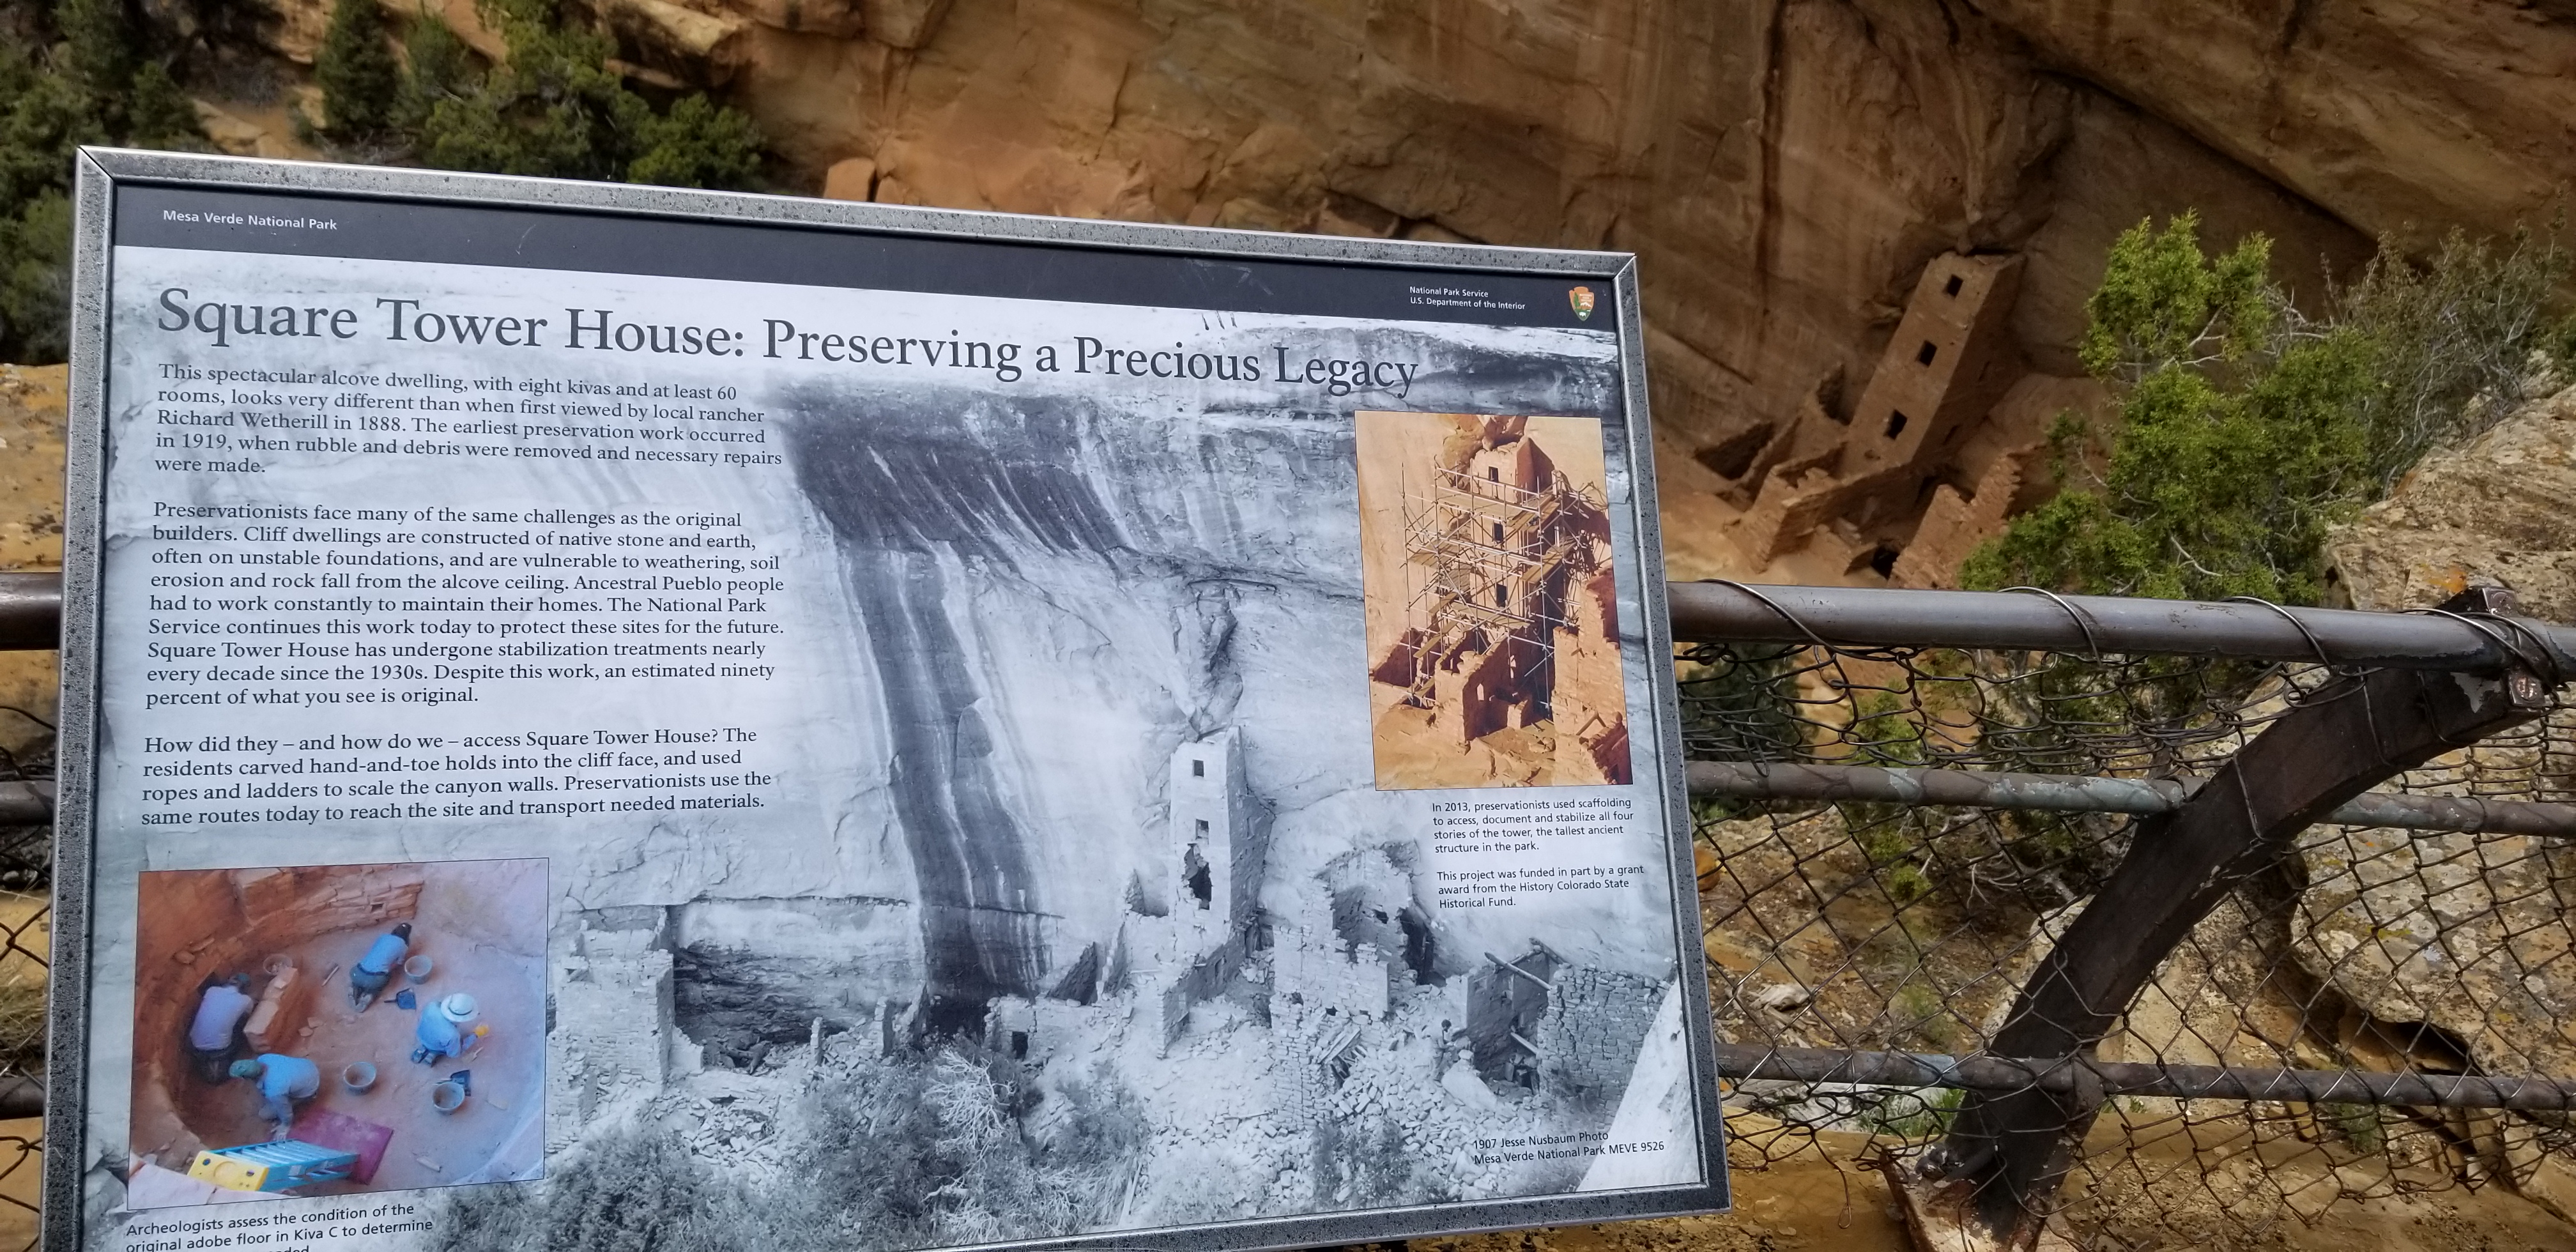 Mesa Verde National Park
National Park Service
U.S. Department of the Interior
Square Tower House: Preserving a Precious Legacy
This spectacular alcove dwelling, with eight kivas and at least 60
rooms, looks very different than when first viewed by local rancher
Richard Wetherill in 1888. The earliest preservation work occurred
in 1919, when rubble and debris were removed and necessary repairs
were made.
Preservationists face many of the same challenges as the original
builders. Cliff dwellings are constructed of native stone and earth,
often on unstable foundations, and are vulnerable to weathering, soil
erosion and rock fall from the alcove ceiling. Ancestral Pueblo people
had to work constantly to maintain their homes. The National Park
Service continues this work today to protect these sites for the future.
Square Tower House has undergone stabilization treatments nearly
every decade since the 1930s. Despite this work, an estimated ninety
percent of what you see is original.
How did they – and how do we – access Square Tower House? The
residents carved hand-and-toe holds into the cliff face, and used
ropes and ladders to scale the canyon walls. Preservationists use the
same routes today to reach the site and transport needed materials.
In 2013, preservationists used scaffolding
to access, document and stabilize all four
stories of the tower, the tallest ancient
structure in the park.
This project was funded in part by a grant
award from the History Colorado State
Historical Fund.
1907 Jesse Nusbaum Photo
Mesa Verde National Park MEVE 9526
Archeologists assess the condition of the
original adobe floor in Kiva C to determine